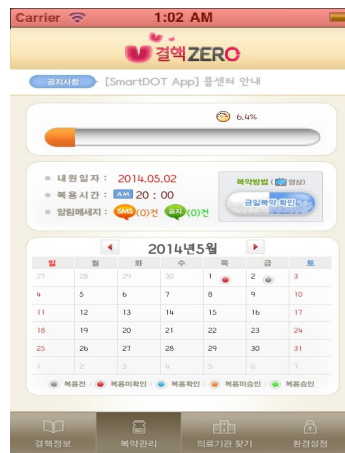 Carrier 1:02 AM
결핵ZERO
공지사항 [SmartDOT App] 콜센터 안내
6.4%
내원일자 : 2014.05.02
복용시간 : AM 20 : 00
알림메세지 : SMS (0)건 공지 (0)건
복약방법 ( 영상)
금일복약 확인
2014년5월
일 월 화 수 목 금 토
27 28 29 30 1 2 3
4 5 6 7 8 9 10
11 12 13 14 15 16 17
18 19 20 21 22 23 24
25 26 27 28 29 30 31
1 2 3 4 5 6 7
복용전 복용미확인 복용확인 복용미승인 복용승인
결핵정보 복약관리 의료기관 찾기 환경설정